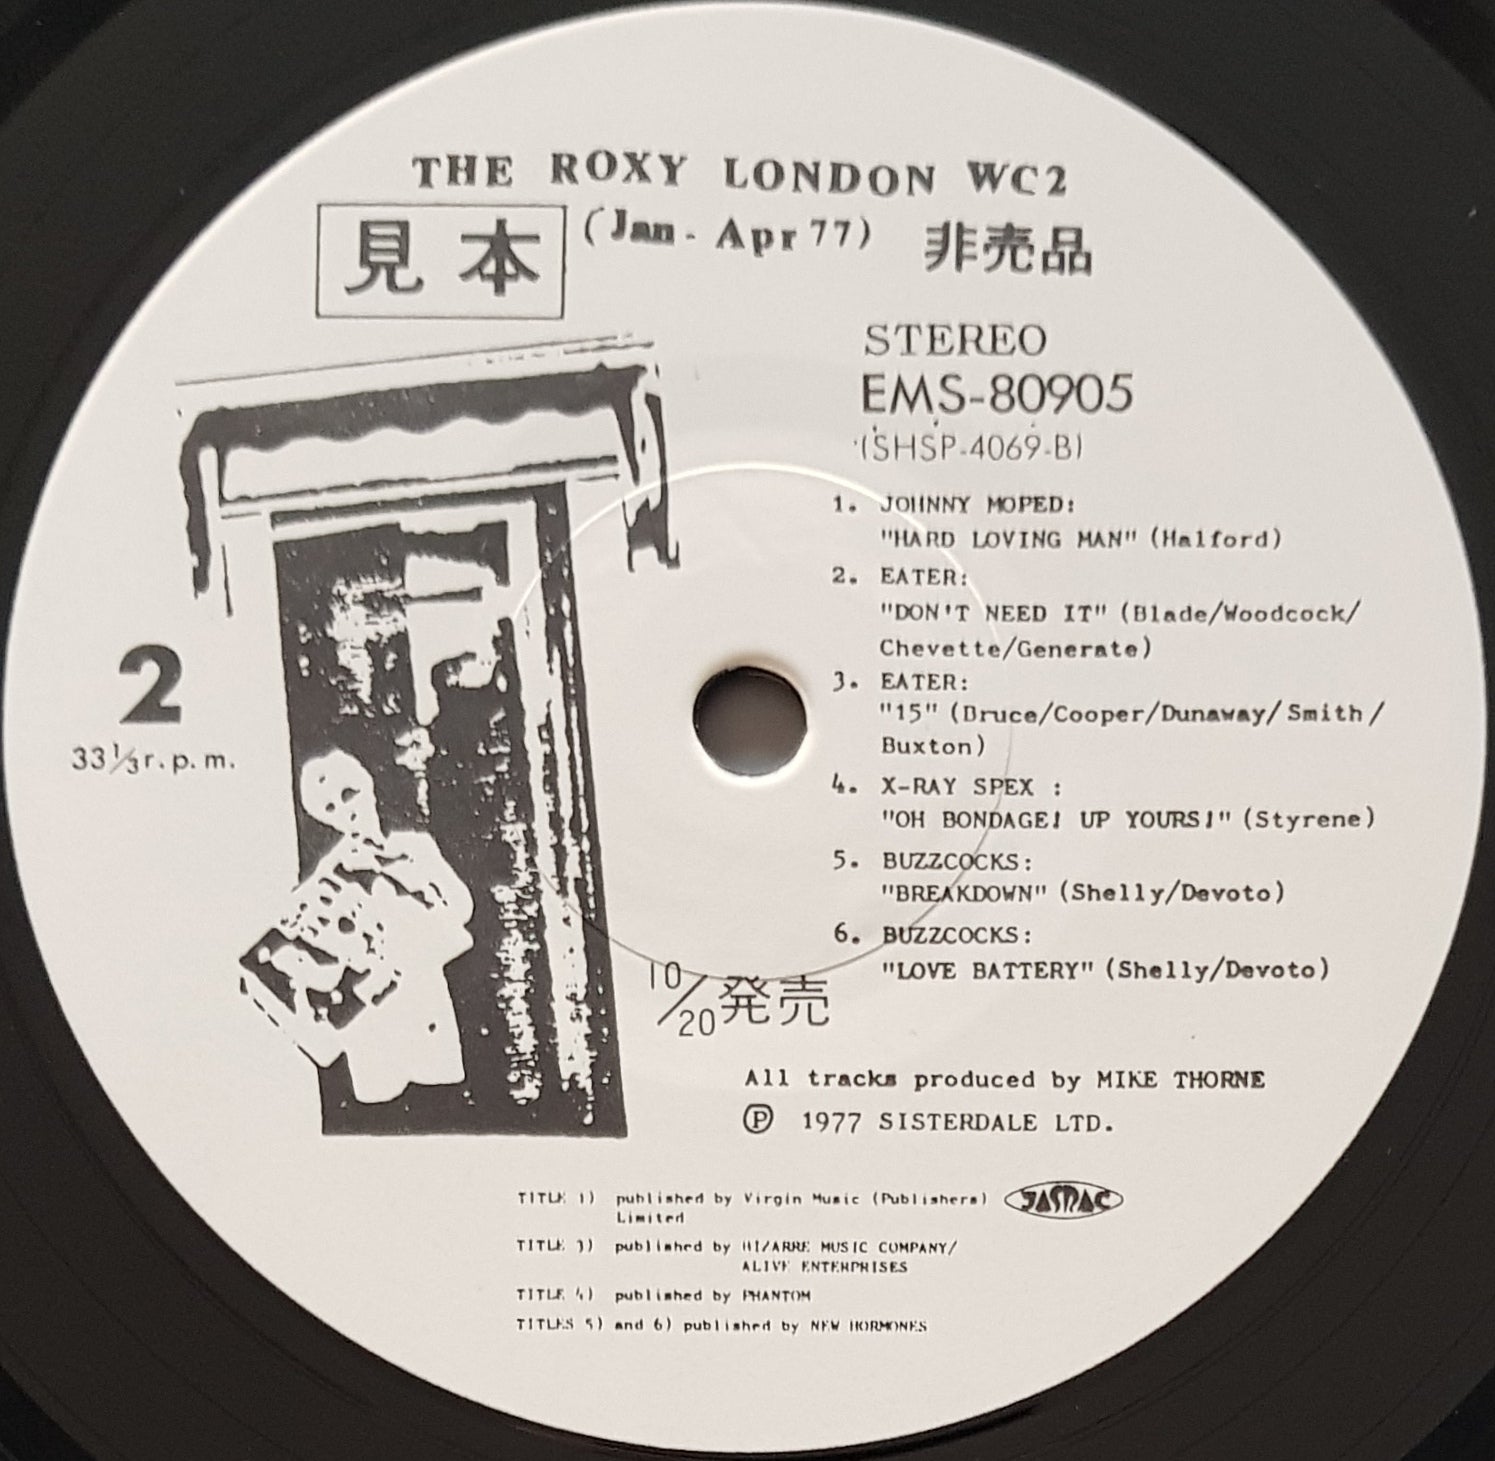 THE ROXY LONDON WC2
見本
(Jan - Apr 77)
非売品
STEREO
EMS-80905
(SHSP-4069-B)
1. JOHNNY MOPED:
"HARD LOVING MAN" (Halford)
2. EATER:
"DON'T NEED IT" (Blade/Woodcock/
Chevette/Generate)
3. EATER:
"15" (Bruce/Cooper/Dunaway/Smith/
Buxton)
4. X-RAY SPEX :
"OH BONDAGE! UP YOURS!" (Styrene)
5. BUZZCOCKS:
"BREAKDOWN" (Shelly/Devoto)
6. BUZZCOCKS:
"LOVE BATTERY" (Shelly/Devoto)
2
33⅓ r.p.m.
10/20発売
All tracks produced by MIKE THORNE
Ⓟ 1977 SISTERDALE LTD.
TITLE 1) published by Virgin Music (Publishers)
Limited
JASRAC
TITLE 3) published by BIZARRE MUSIC COMPANY/
ALIVE ENTERPRISES
TITLE 4) published by PHANTOM
TITLES 5) and 6) published by NEW HORMONES